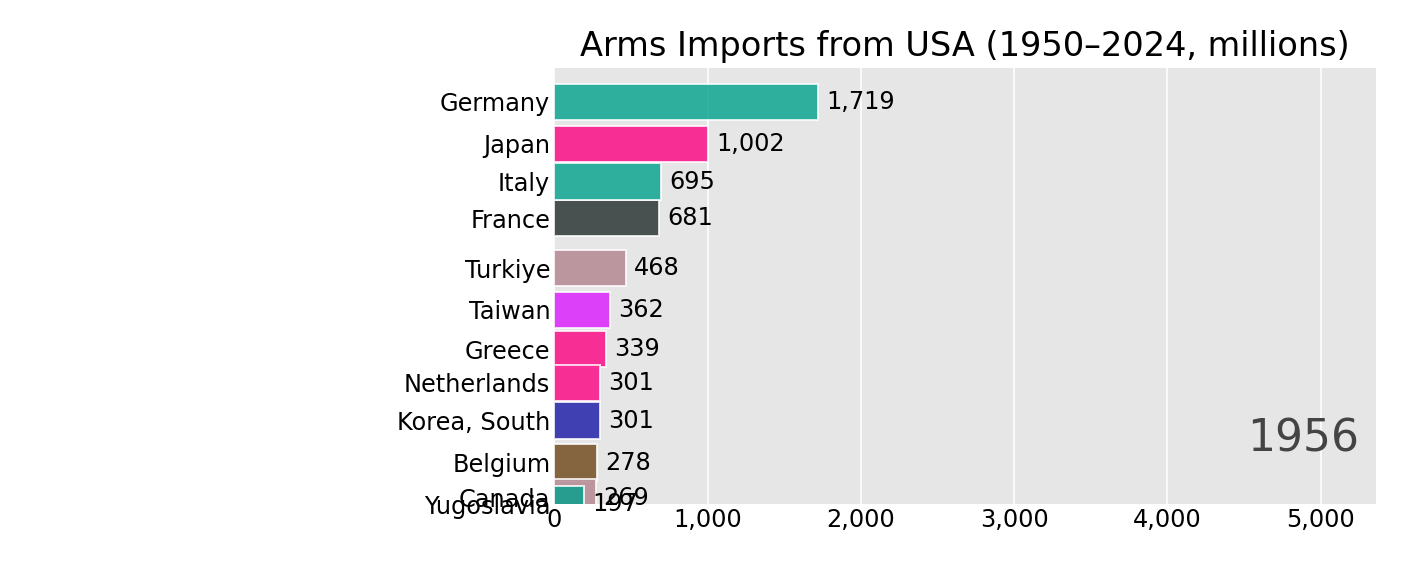 Arms Imports from USA (1950–2024, millions)
Germany 1,719
Japan 1,002
Italy 695
France 681
Turkiye 468
Taiwan 362
Greece 339
Netherlands 301
Korea, South 301
1956
Belgium 278
Canada 269
Yugoslavia 197
0 1,000 2,000 3,000 4,000 5,000